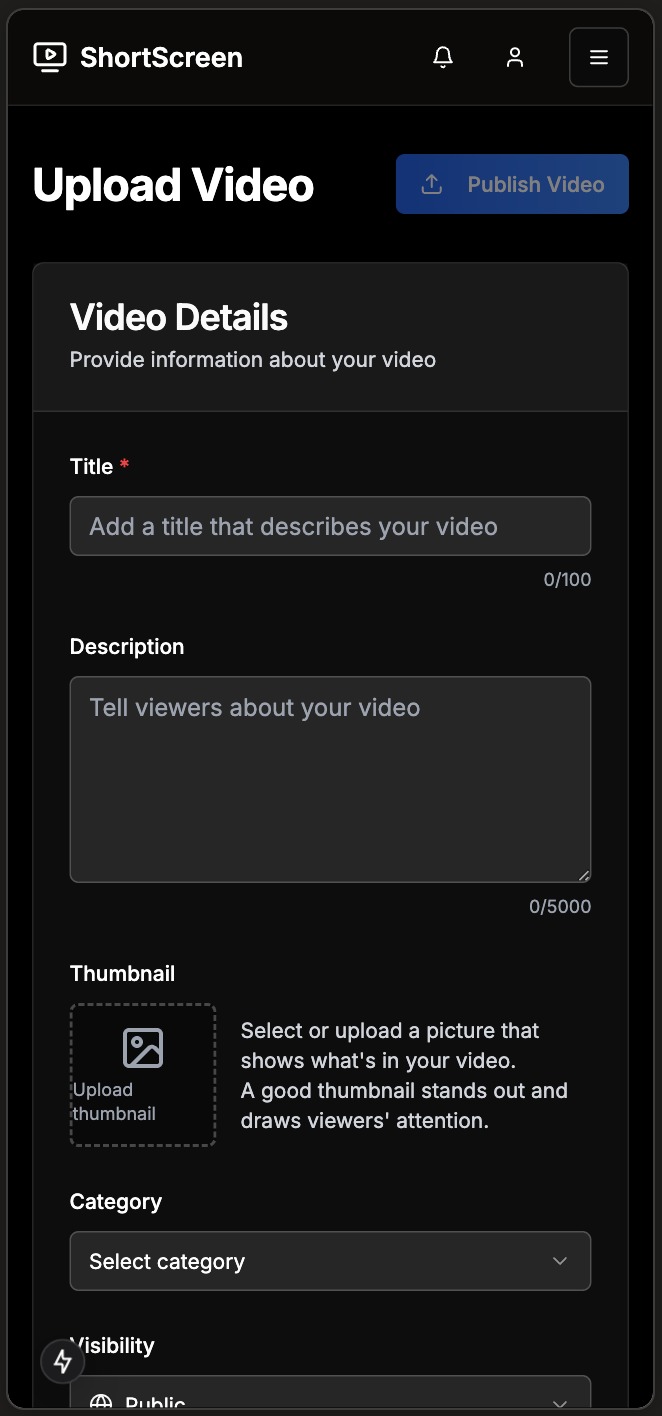 ShortScreen
Upload Video
Publish Video
Video Details
Provide information about your video
Title *
Add a title that describes your video
0/100
Description
Tell viewers about your video
0/5000
Thumbnail
Upload
thumbnail
Select or upload a picture that
shows what's in your video.
A good thumbnail stands out and
draws viewers' attention.
Category
Select category
Visibility
Public